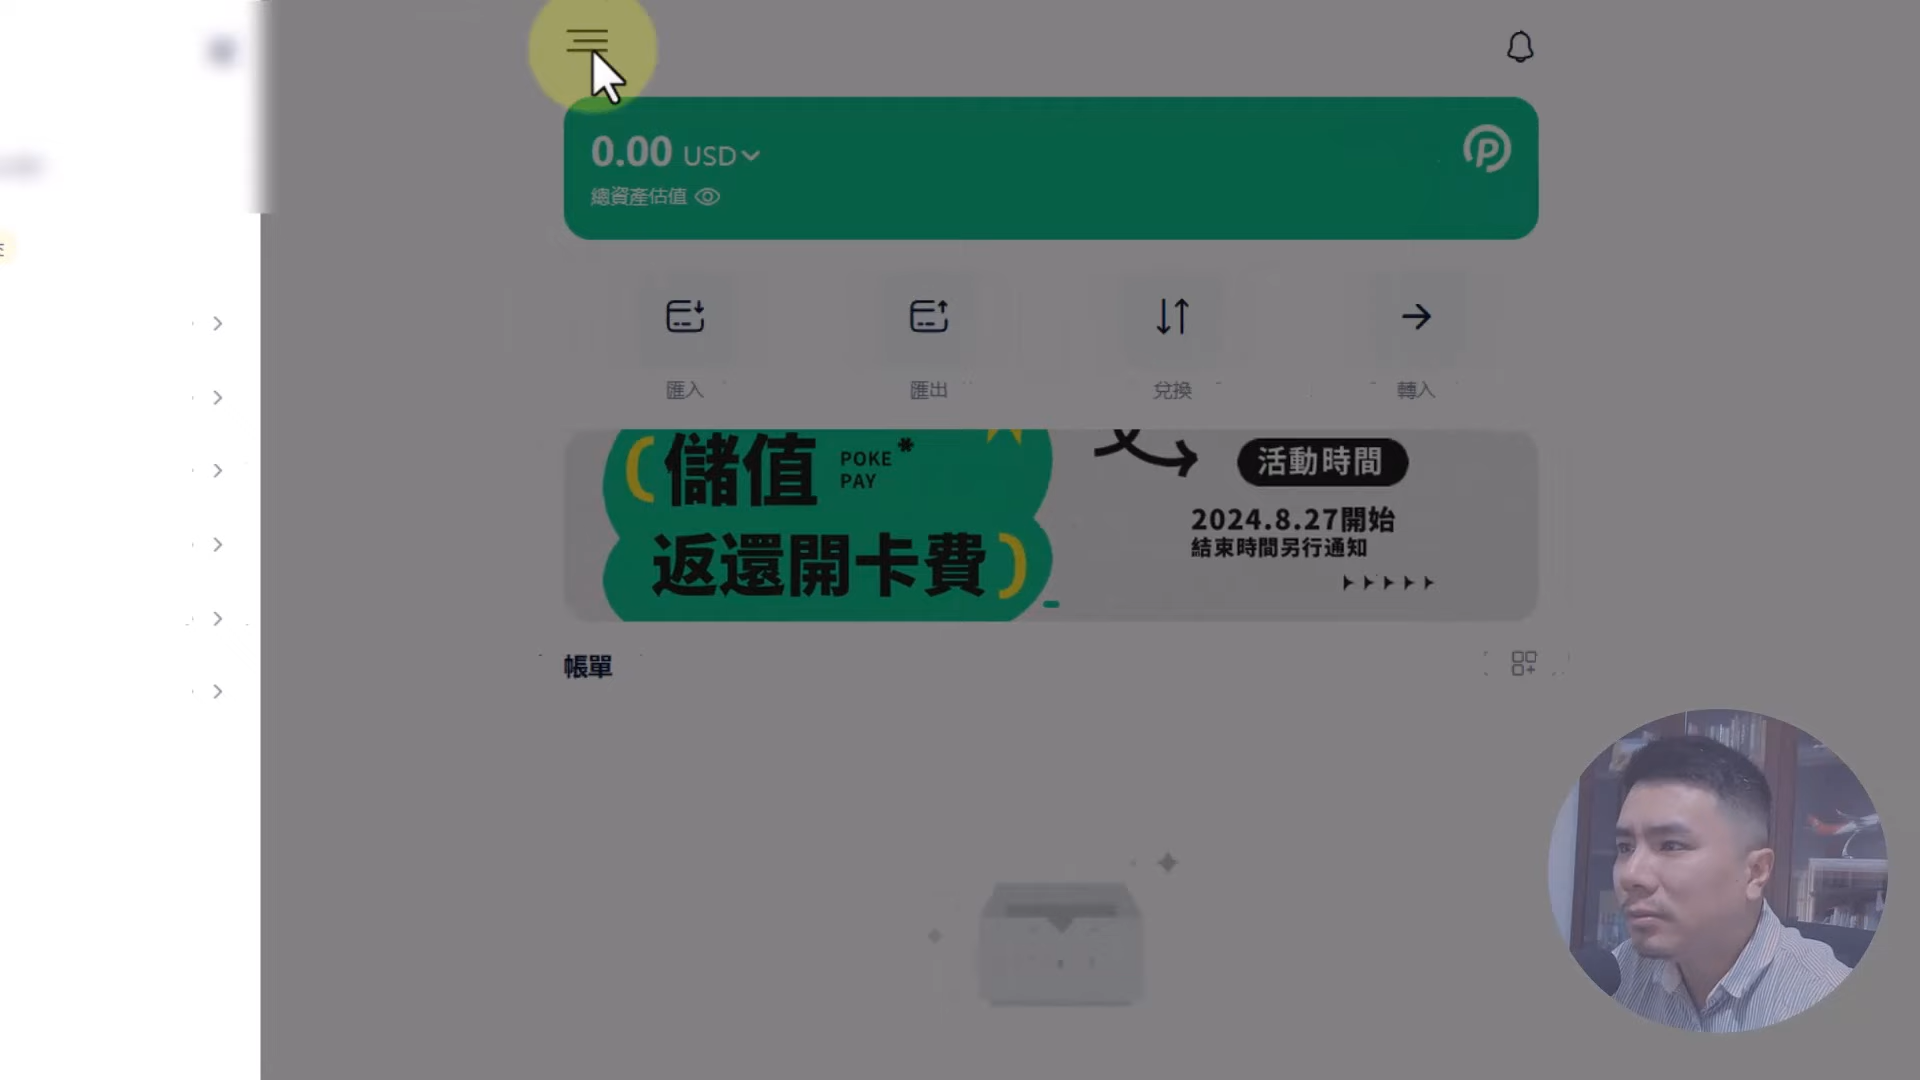 0.00 USD
總資產估值
匯入
匯出
兌換
轉入
儲值 POKE PAY
返還開卡費
活動時間
2024.8.27開始
結束時間另行通知
帳單